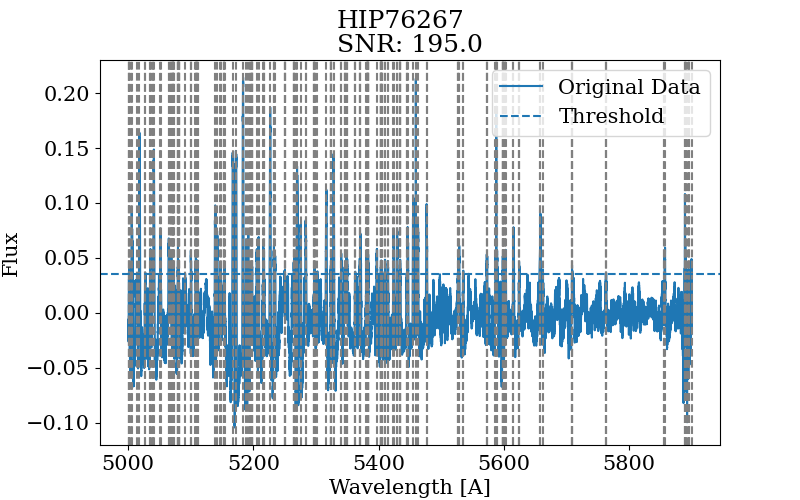 HIP76267
SNR: 195.0
Original Data
Threshold
Flux
0.20
0.15
0.10
0.05
0.00
−0.05
−0.10
5000
5200
5400
5600
5800
Wavelength [A]